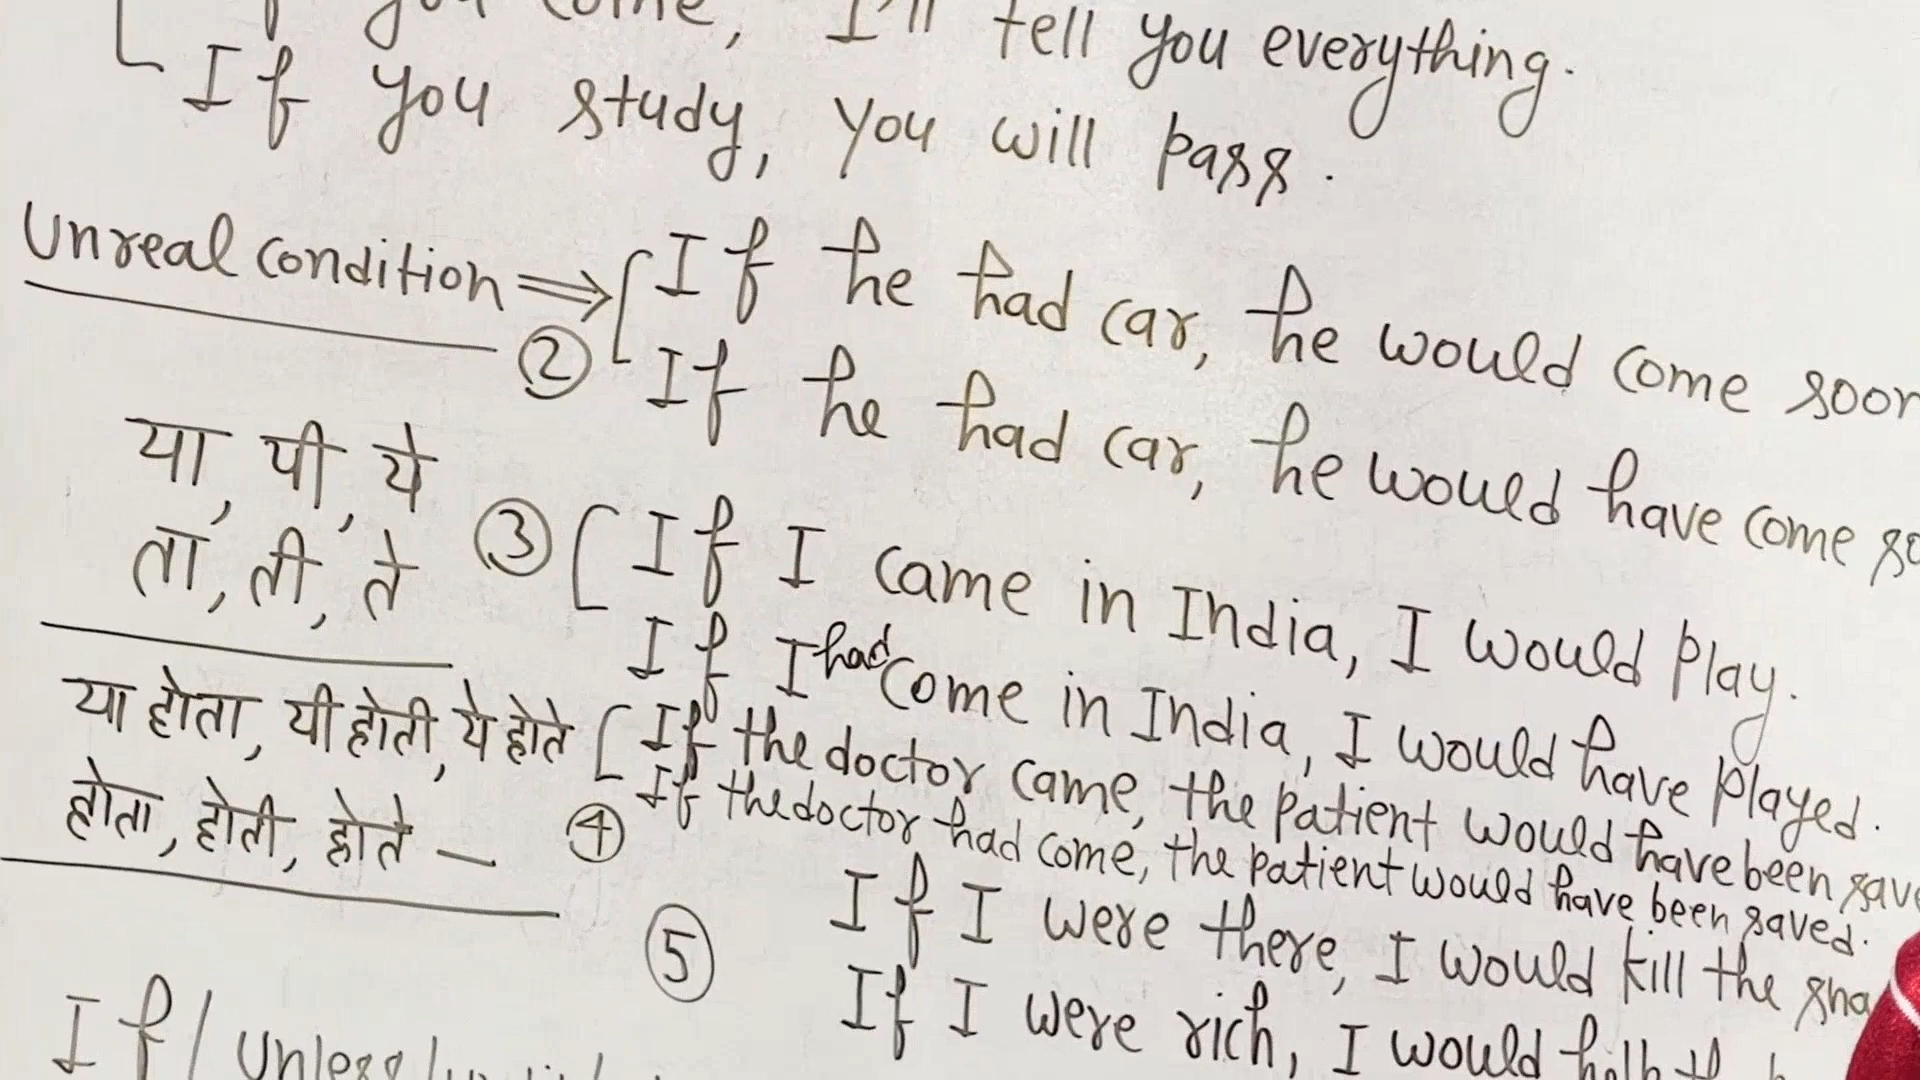 you come, I'll tell you everything.
If you study, you will pass.
Unreal condition ⇒ If he had car, he would come soon
② If he had car, he would have come
या, यी, ये
ता, ती, ते
③ If I came in India, I would play.
If I had come in India, I would have played.
या होता, यी होती, ये होते
होता, होती, होते —
④ If the doctor came, the patient would have been
If the doctor had come, the patient would have been saved.
⑤ If I were there, I would kill the
If I were rich, I would
If / Unless /